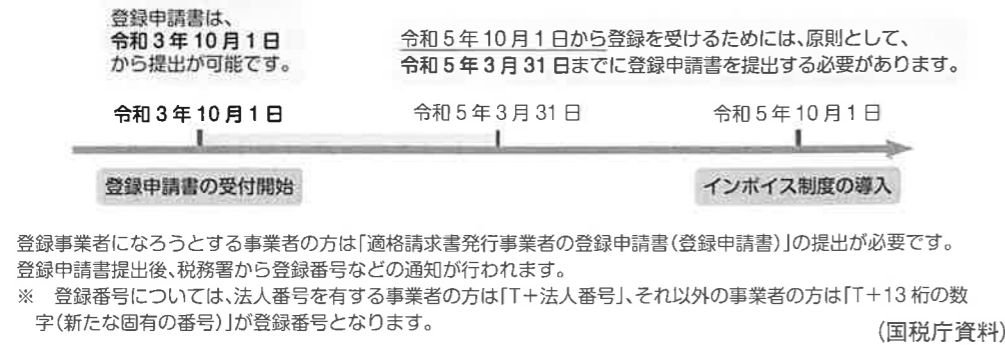 登録申請書は、
令和3年10月1日
から提出が可能です。
令和5年10月1日から登録を受けるためには、原則として、
令和5年3月31日までに登録申請書を提出する必要があります。
令和3年10月1日
令和5年3月31日
令和5年10月1日
登録申請書の受付開始
インボイス制度の導入
登録事業者になろうとする事業者の方は「適格請求書発行事業者の登録申請書(登録申請書)」の提出が必要です。
登録申請書提出後、税務署から登録番号などの通知が行われます。
※ 登録番号については、法人番号を有する事業者の方は「T+法人番号」、それ以外の事業者の方は「T+13桁の数
字(新たな固有の番号)」が登録番号となります。
(国税庁資料)